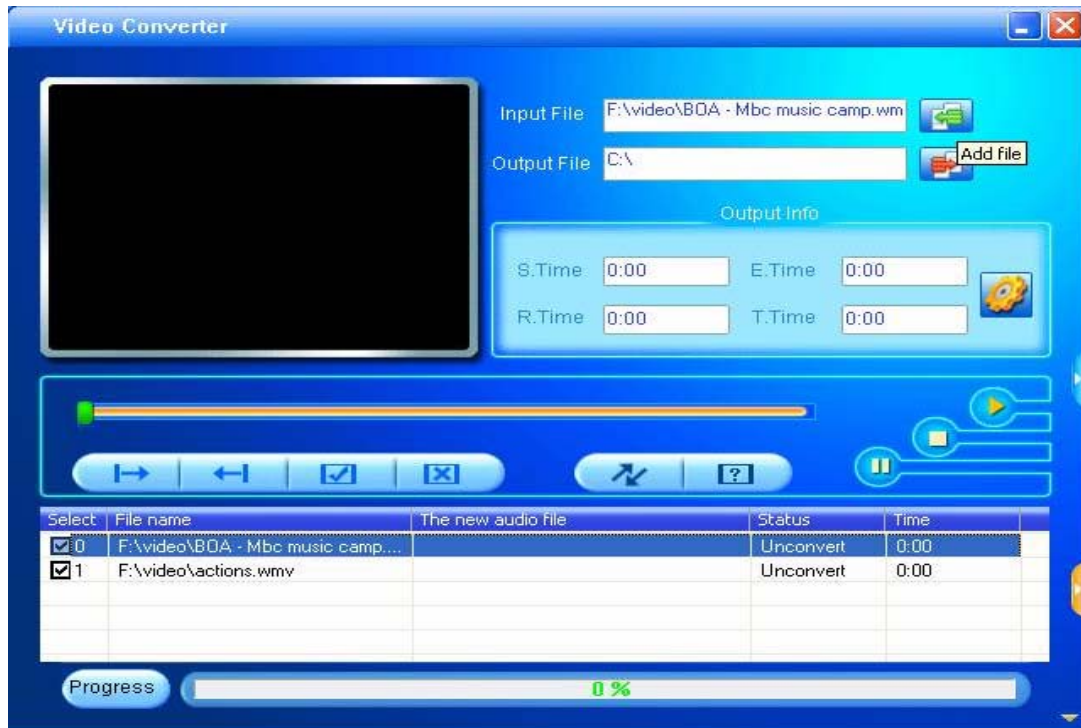 Video Converter
Input File F:\video\BOA - Mbc music camp.wm
Add file
Output File C:\
Output Info
S.Time 0:00 E.Time 0:00
R.Time 0:00 T.Time 0:00
Select File name The new audio file Status Time
0 F:\video\BOA - Mbc music camp.... Unconvert 0:00
1 F:\video\actions.wmv Unconvert 0:00
Progress 0 %